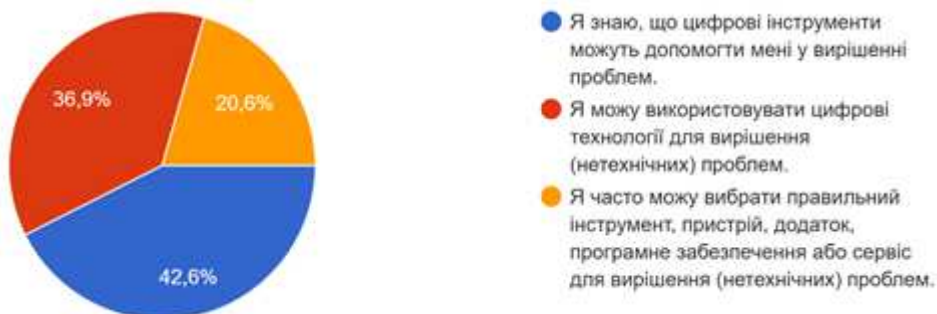 36,9%
20,6%
42,6%
Я знаю, що цифрові інструменти
можуть допомогти мені у вирішенні
проблем.
Я можу використовувати цифрові
технології для вирішення
(нетехнічних) проблем.
Я часто можу вибрати правильний
інструмент, пристрій, додаток,
програмне забезпечення або сервіс
для вирішення (нетехнічних) проблем.